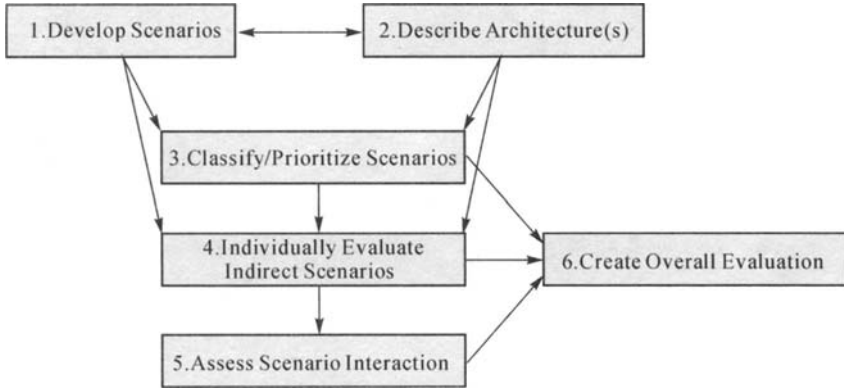 1.Develop Scenarios
2.Describe Architecture(s)
3.Classify/Prioritize Scenarios
4.Individually Evaluate
Indirect Scenarios
6.Create Overall Evaluation
5.Assess Scenario Interaction